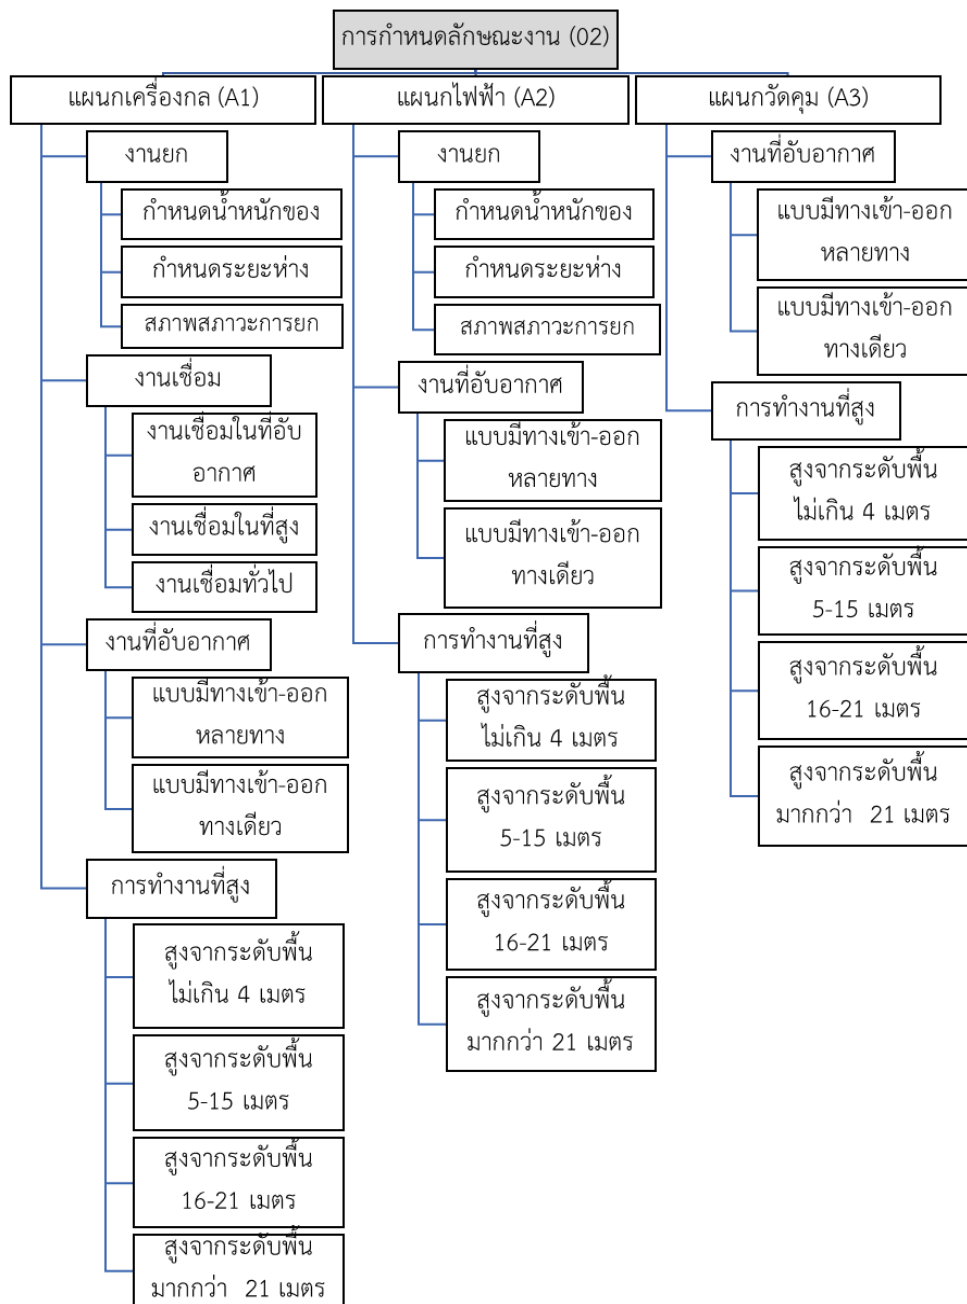 การกำหนดลักษณะงาน (02)
แผนกเครื่องกล (A1)
งานยก
กำหนดน้ำหนักของ
กำหนดระยะห่าง
สภาพสภาวะการยก
งานเชื่อม
งานเชื่อมในที่อับ
อากาศ
งานเชื่อมในที่สูง
งานเชื่อมทั่วไป
งานที่อับอากาศ
แบบมีทางเข้า-ออก
หลายทาง
แบบมีทางเข้า-ออก
ทางเดียว
การทำงานที่สูง
สูงจากระดับพื้น
ไม่เกิน 4 เมตร
สูงจากระดับพื้น
5-15 เมตร
สูงจากระดับพื้น
16-21 เมตร
สูงจากระดับพื้น
มากกว่า 21 เมตร
แผนกไฟฟ้า (A2)
งานยก
กำหนดน้ำหนักของ
กำหนดระยะห่าง
สภาพสภาวะการยก
งานที่อับอากาศ
แบบมีทางเข้า-ออก
หลายทาง
แบบมีทางเข้า-ออก
ทางเดียว
การทำงานที่สูง
สูงจากระดับพื้น
ไม่เกิน 4 เมตร
สูงจากระดับพื้น
5-15 เมตร
สูงจากระดับพื้น
16-21 เมตร
สูงจากระดับพื้น
มากกว่า 21 เมตร
แผนกวัดคุม (A3)
งานที่อับอากาศ
แบบมีทางเข้า-ออก
หลายทาง
แบบมีทางเข้า-ออก
ทางเดียว
การทำงานที่สูง
สูงจากระดับพื้น
ไม่เกิน 4 เมตร
สูงจากระดับพื้น
5-15 เมตร
สูงจากระดับพื้น
16-21 เมตร
สูงจากระดับพื้น
มากกว่า 21 เมตร